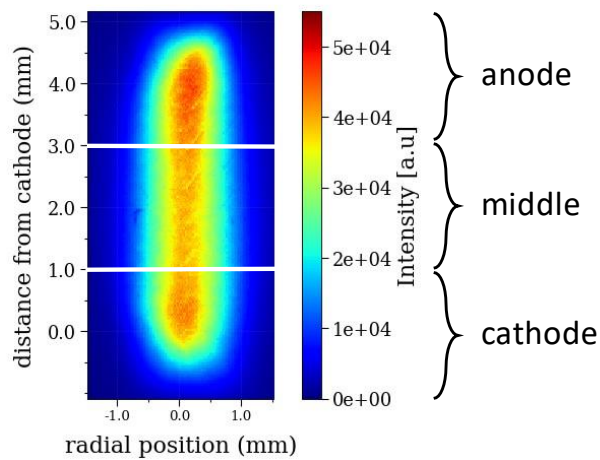 distance from cathode (mm)
5.0
4.0
3.0
2.0
1.0
0.0
-1.0
0.0
1.0
radial position (mm)
5e+04
4e+04
3e+04
2e+04
1e+04
0e+00
Intensity [a.u]
anode
middle
cathode